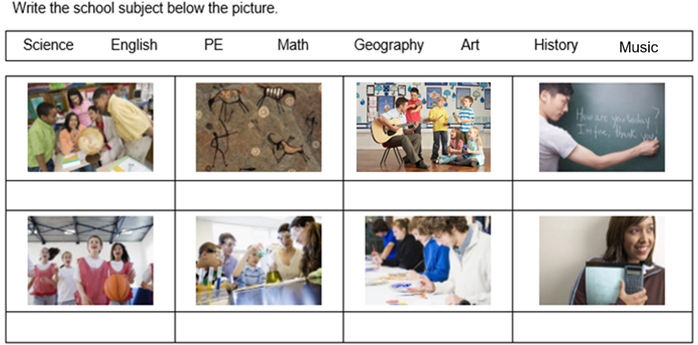 Write the school subject below the picture.
Science English PE Math Geography Art History Music
How are you today?
I'm fine, thank you!